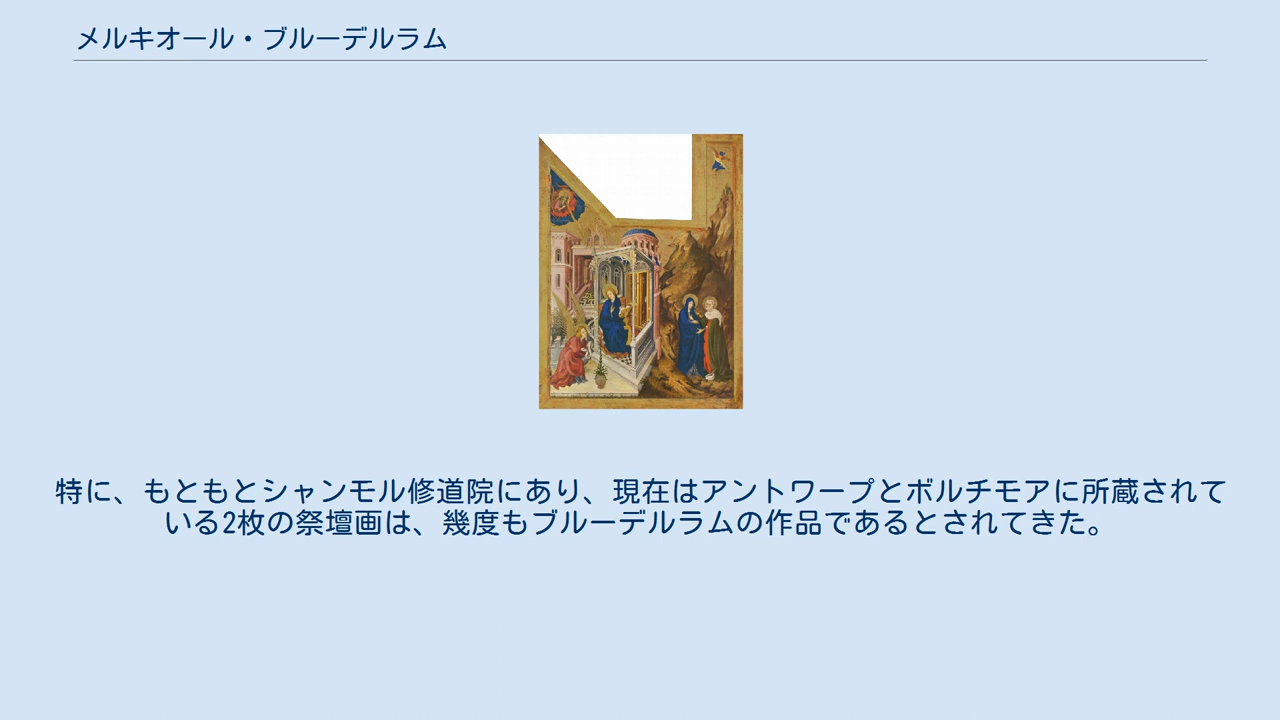 メルキオール・ブルーデルラム
特に、もともとシャンモル修道院にあり、現在はアントワープとボルチモアに所蔵されて
いる2枚の祭壇画は、幾度もブルーデルラムの作品であるとされてきた。